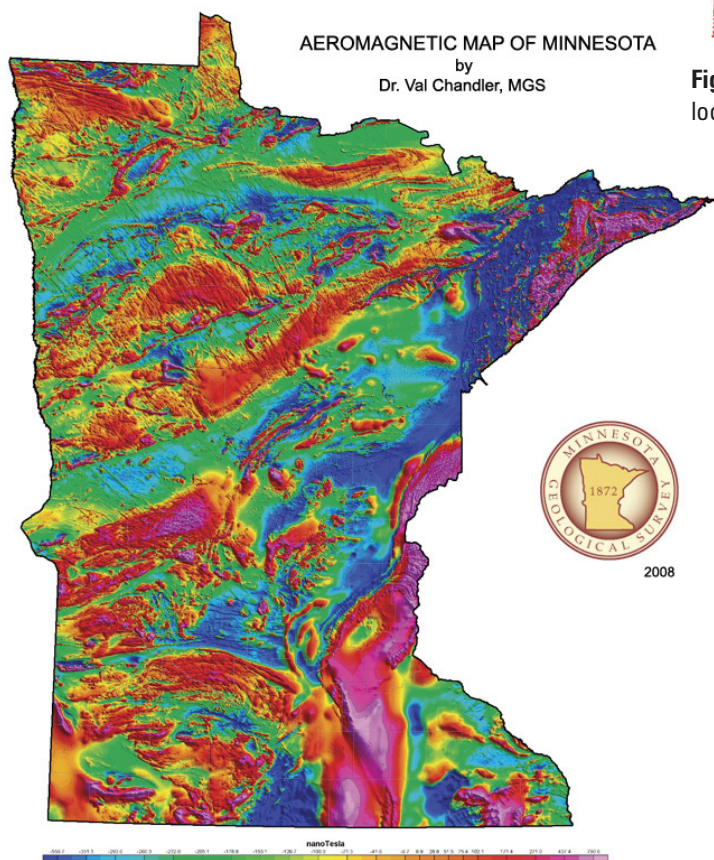 AEROMAGNETIC MAP OF MINNESOTA
by
Dr. Val Chandler, MGS
Fig
loc
MINNESOTA
1872
GEOLOGICAL SURVEY
2008
nanoTesla